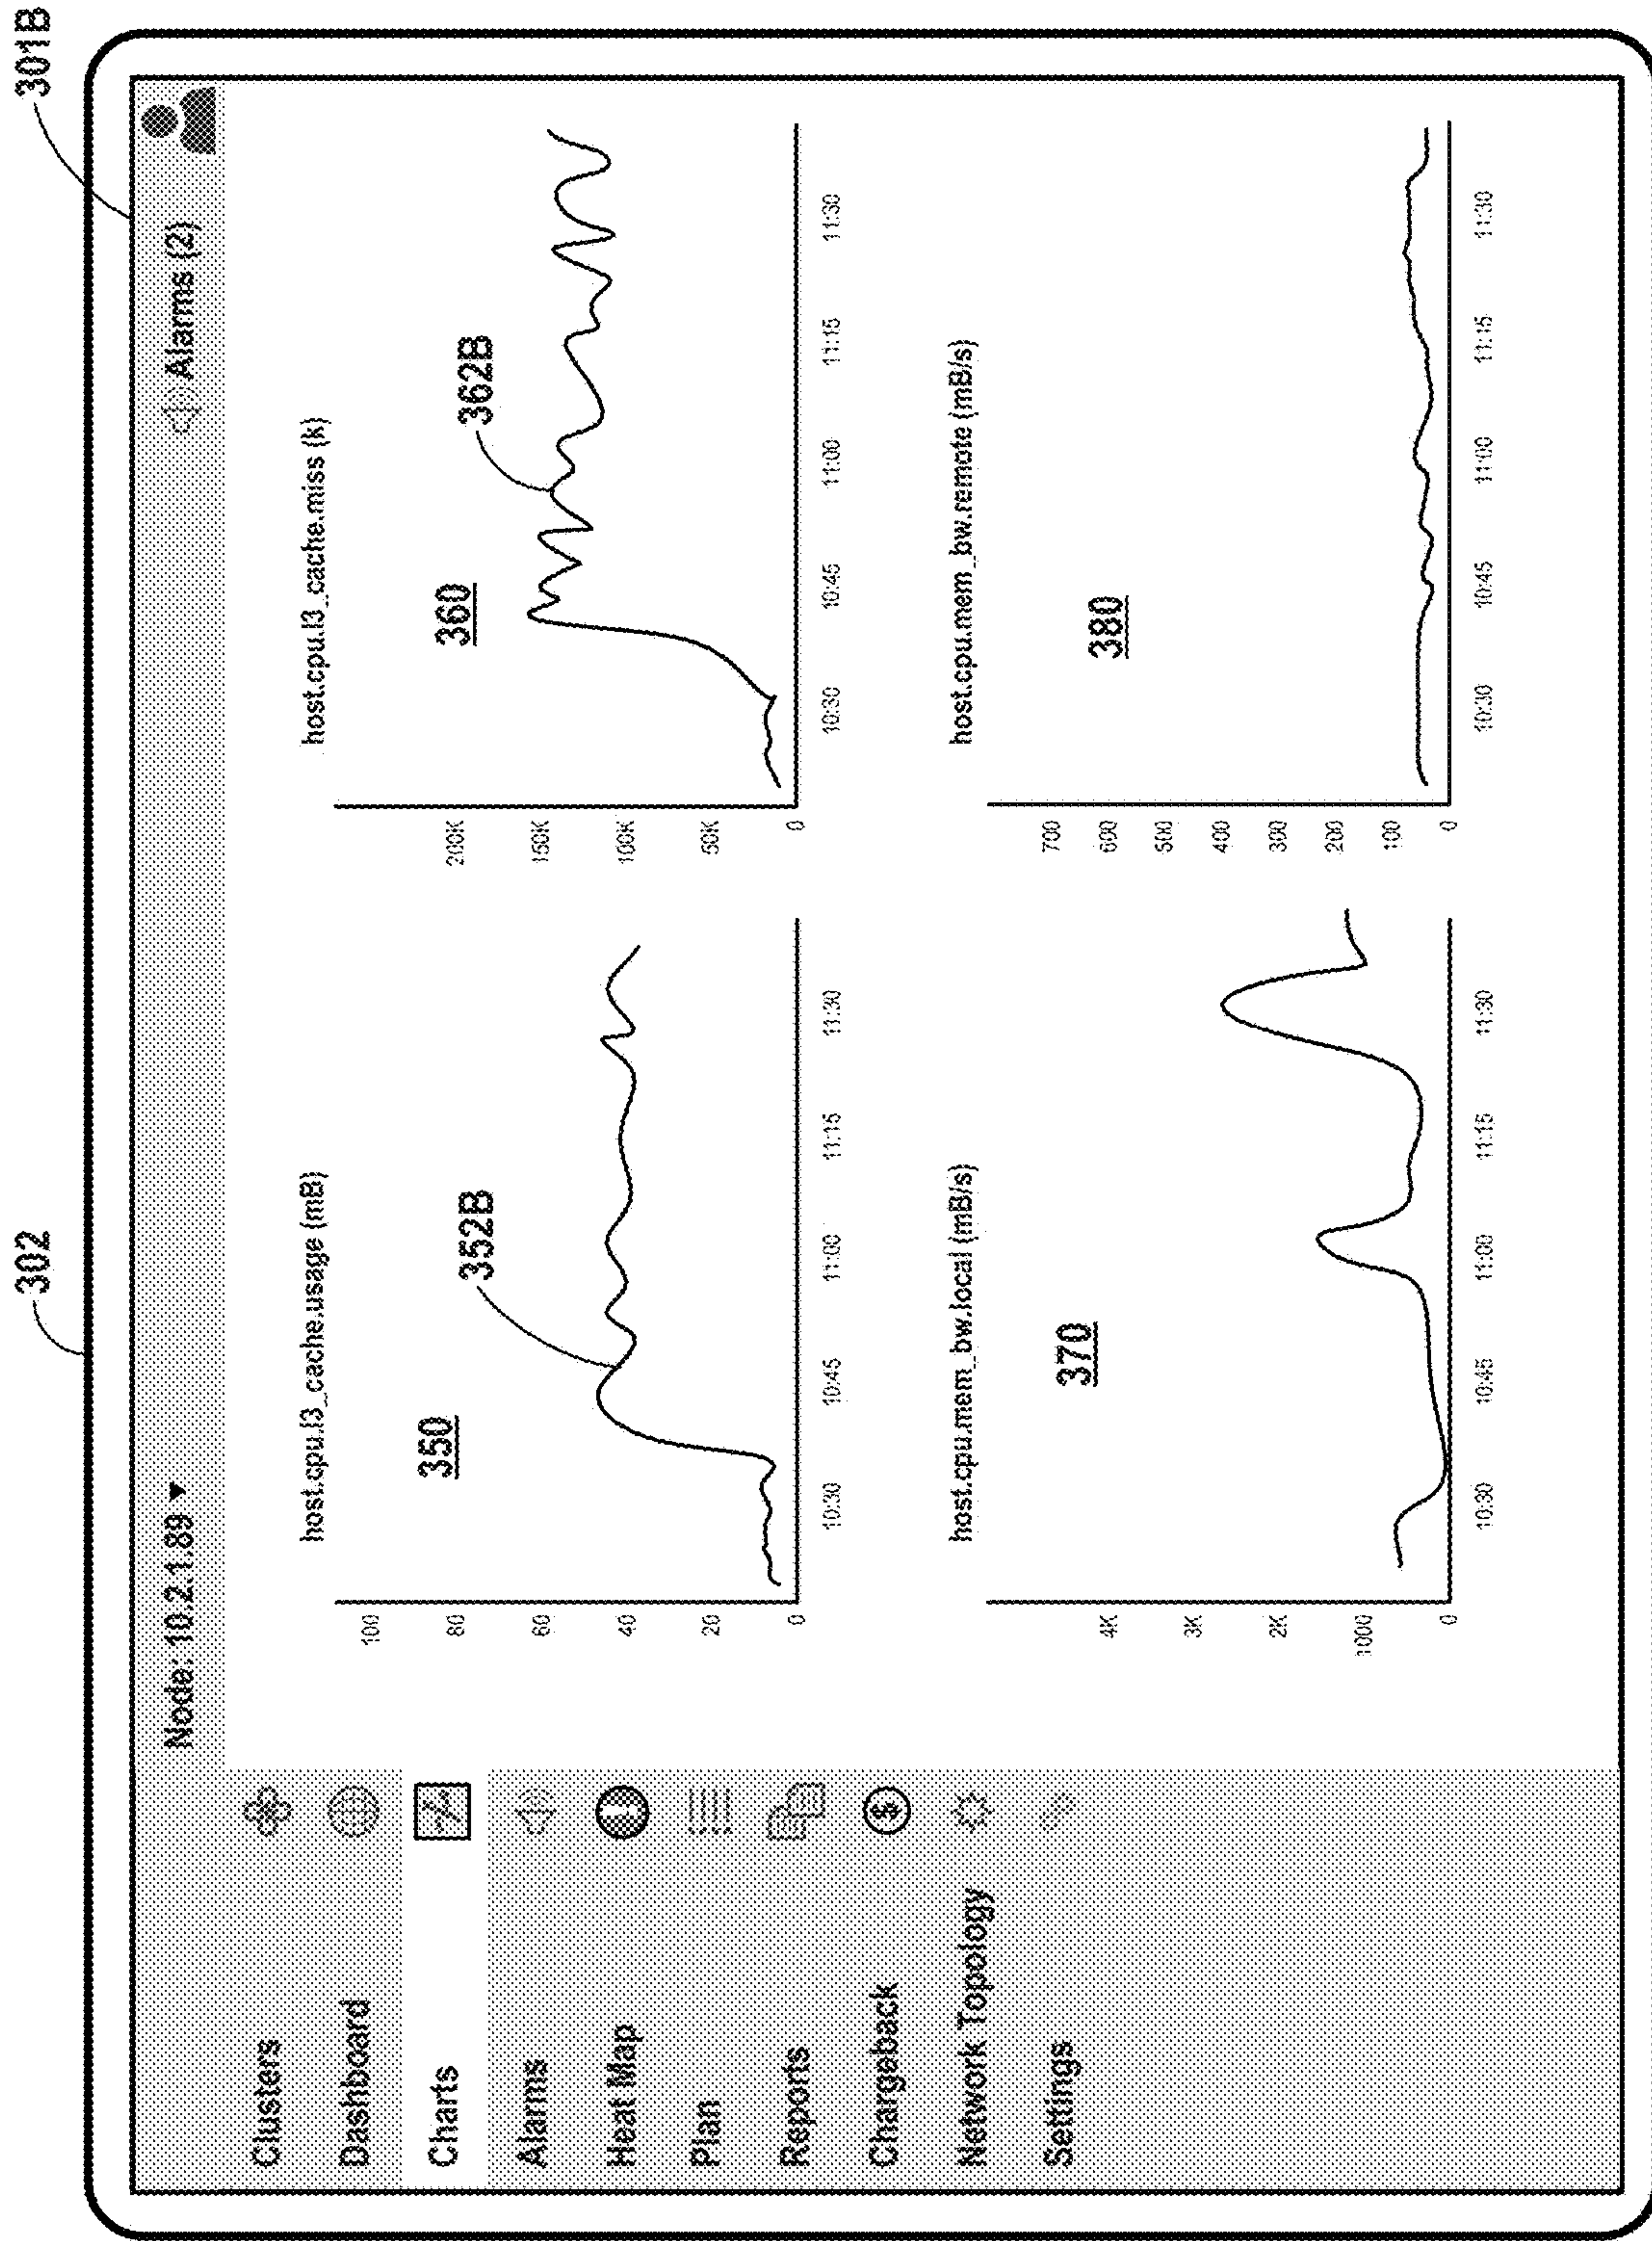 302
301B
Node: 10.2.1.89 ▼
Alarms (2)
Clusters
Dashboard
Charts
Alarms
Heat Map
Plan
Reports
Chargeback
$
Network Topology
Settings
host.cpu.l3_cache.usage (mB)
350
352B
100
80
60
40
20
0
10:30
10:45
11:00
11:15
11:30
host.cpu.l3_cache.miss (k)
360
362B
200K
150K
100K
50K
0
10:30
10:45
11:00
11:15
11:30
host.cpu.mem_bw.local (mB/s)
370
4K
3K
2K
1000
0
10:30
10:45
11:00
11:15
11:30
host.cpu.mem_bw.remote (mB/s)
380
700
600
500
400
300
200
100
0
10:30
10:45
11:00
11:15
11:30